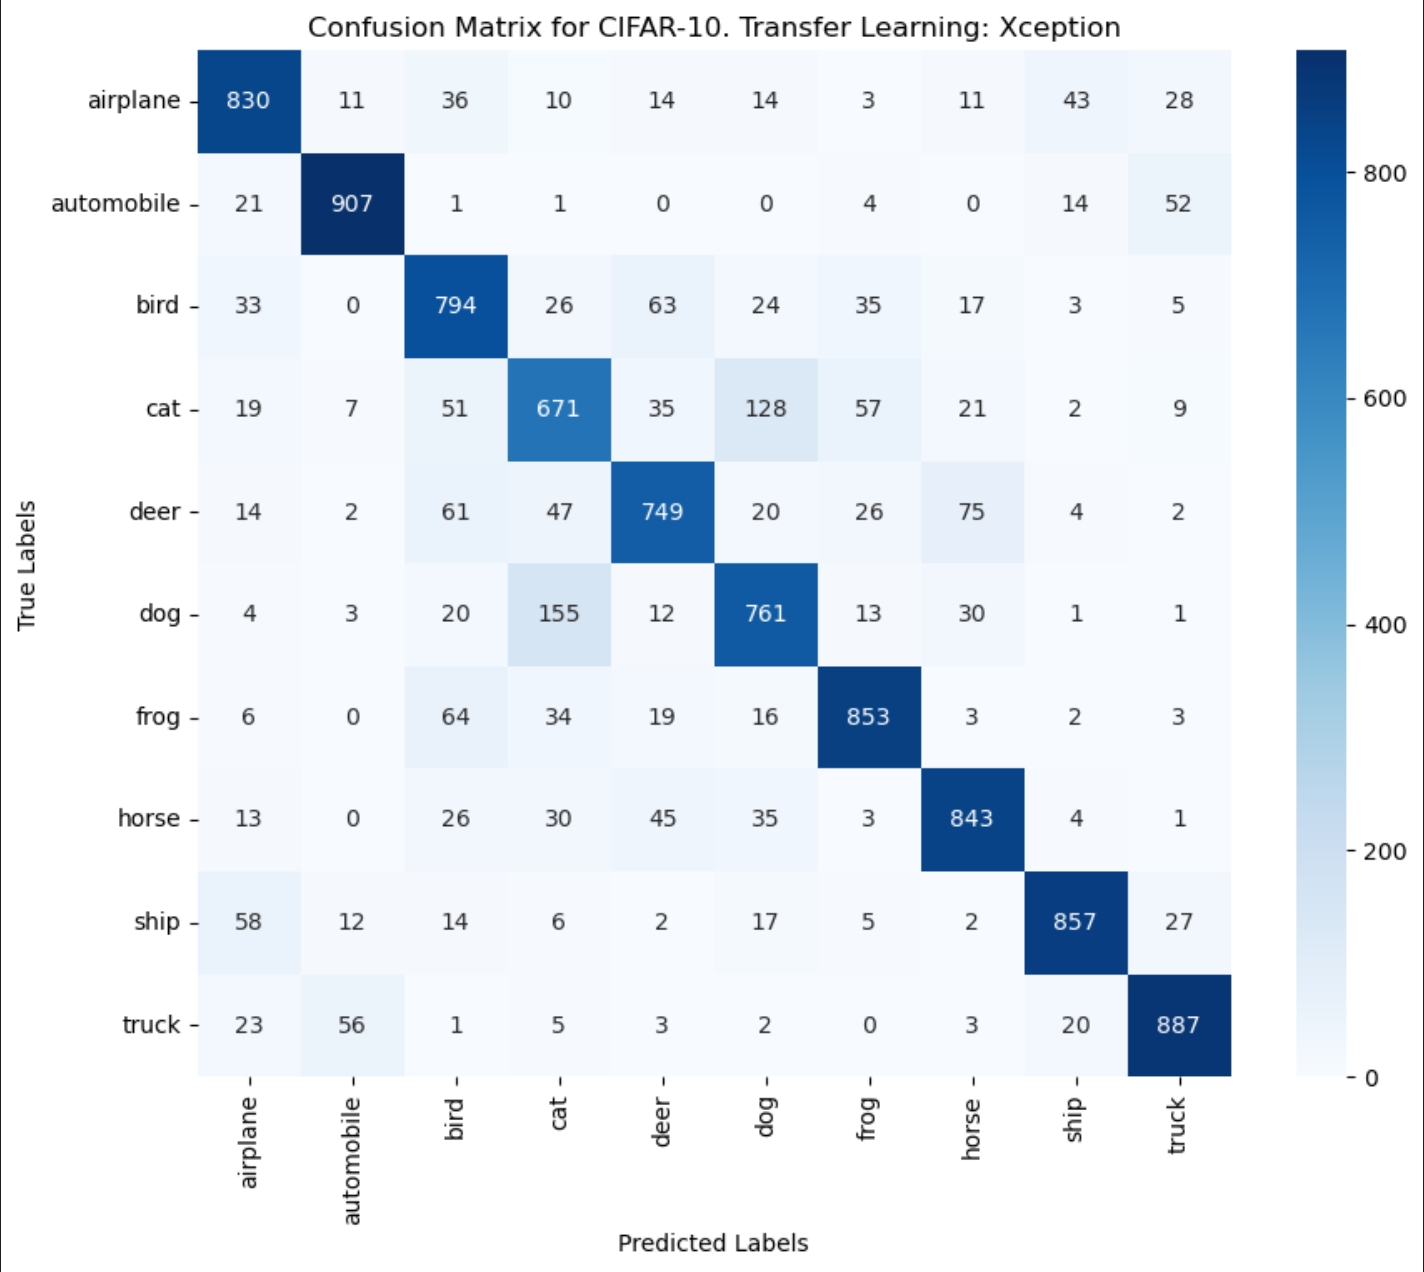 Confusion Matrix for CIFAR-10. Transfer Learning: Xception
airplane 830 11 36 10 14 14 3 11 43 28
automobile 21 907 1 1 0 0 4 0 14 52
bird 33 0 794 26 63 24 35 17 3 5
cat 19 7 51 671 35 128 57 21 2 9
deer 14 2 61 47 749 20 26 75 4 2
dog 4 3 20 155 12 761 13 30 1 1
frog 6 0 64 34 19 16 853 3 2 3
horse 13 0 26 30 45 35 3 843 4 1
ship 58 12 14 6 2 17 5 2 857 27
truck 23 56 1 5 3 2 0 3 20 887
airplane automobile bird cat deer dog frog horse ship truck
Predicted Labels
True Labels
800
600
400
200
0